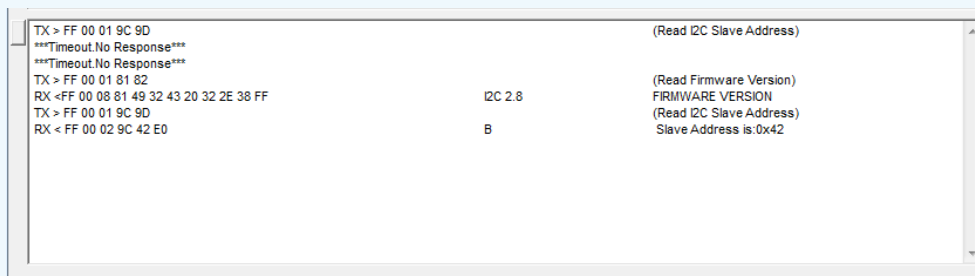 TX > FF 00 01 9C 9D (Read I2C Slave Address)
***Timeout.No Response***
***Timeout.No Response***
TX > FF 00 01 81 82 (Read Firmware Version)
RX <FF 00 08 81 49 32 43 20 32 2E 38 FF I2C 2.8 FIRMWARE VERSION
TX > FF 00 01 9C 9D (Read I2C Slave Address)
RX < FF 00 02 9C 42 E0 B Slave Address is:0x42